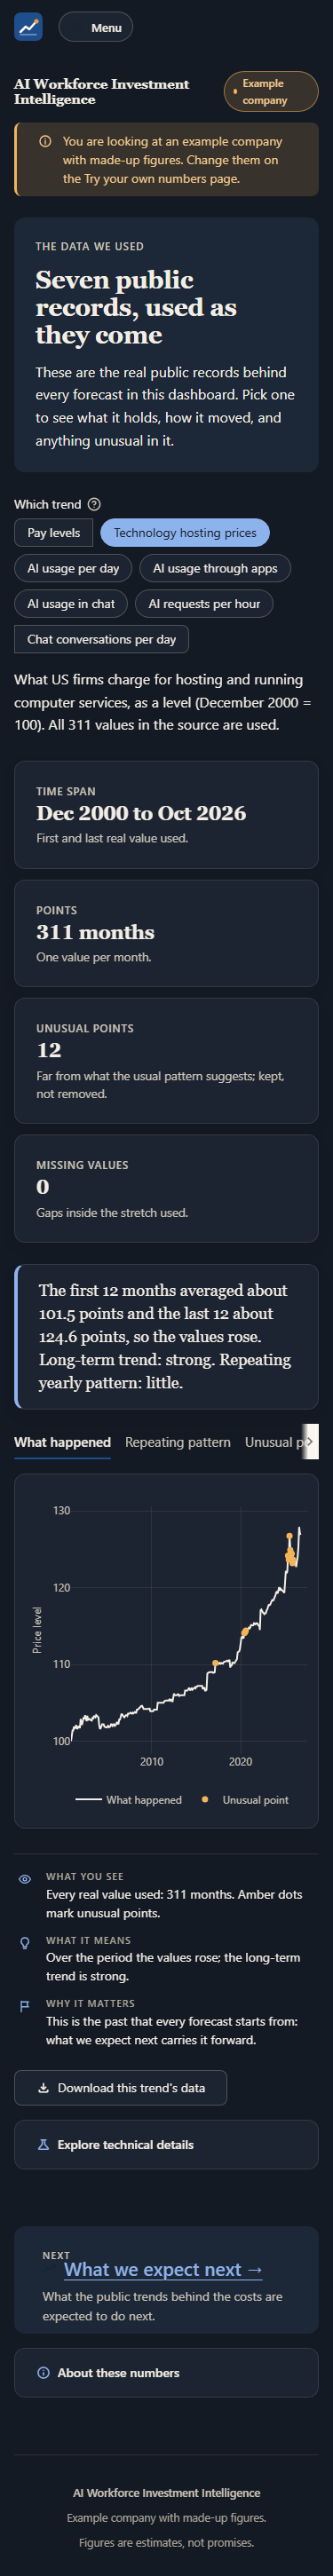 Menu
AI Workforce Investment
Intelligence
Example
company
You are looking at an example company
with made-up figures. Change them on
the Try your own numbers page.
THE DATA WE USED
Seven public
records, used as
they come
These are the real public records behind
every forecast in this dashboard. Pick one
to see what it holds, how it moved, and
anything unusual in it.
Which trend
Pay levels
Technology hosting prices
AI usage per day
AI usage through apps
AI usage in chat
AI requests per hour
Chat conversations per day
What US firms charge for hosting and running
computer services, as a level (December 2000 =
100). All 311 values in the source are used.
TIME SPAN
Dec 2000 to Oct 2026
First and last real value used.
POINTS
311 months
One value per month.
UNUSUAL POINTS
12
Far from what the usual pattern suggests; kept,
not removed.
MISSING VALUES
0
Gaps inside the stretch used.
The first 12 months averaged about
101.5 points and the last 12 about
124.6 points, so the values rose.
Long-term trend: strong. Repeating
yearly pattern: little.
What happened
Repeating pattern
Unusual
130
120
110
100
Price level
2010
2020
What happened
Unusual point
WHAT YOU SEE
Every real value used: 311 months. Amber dots
mark unusual points.
WHAT IT MEANS
Over the period the values rose; the long-term
trend is strong.
WHY IT MATTERS
This is the past that every forecast starts from:
what we expect next carries it forward.
Download this trend's data
Explore technical details
NEXT
What we expect next →
What the public trends behind the costs are
expected to do next.
About these numbers
AI Workforce Investment Intelligence
Example company with made-up figures.
Figures are estimates, not promises.